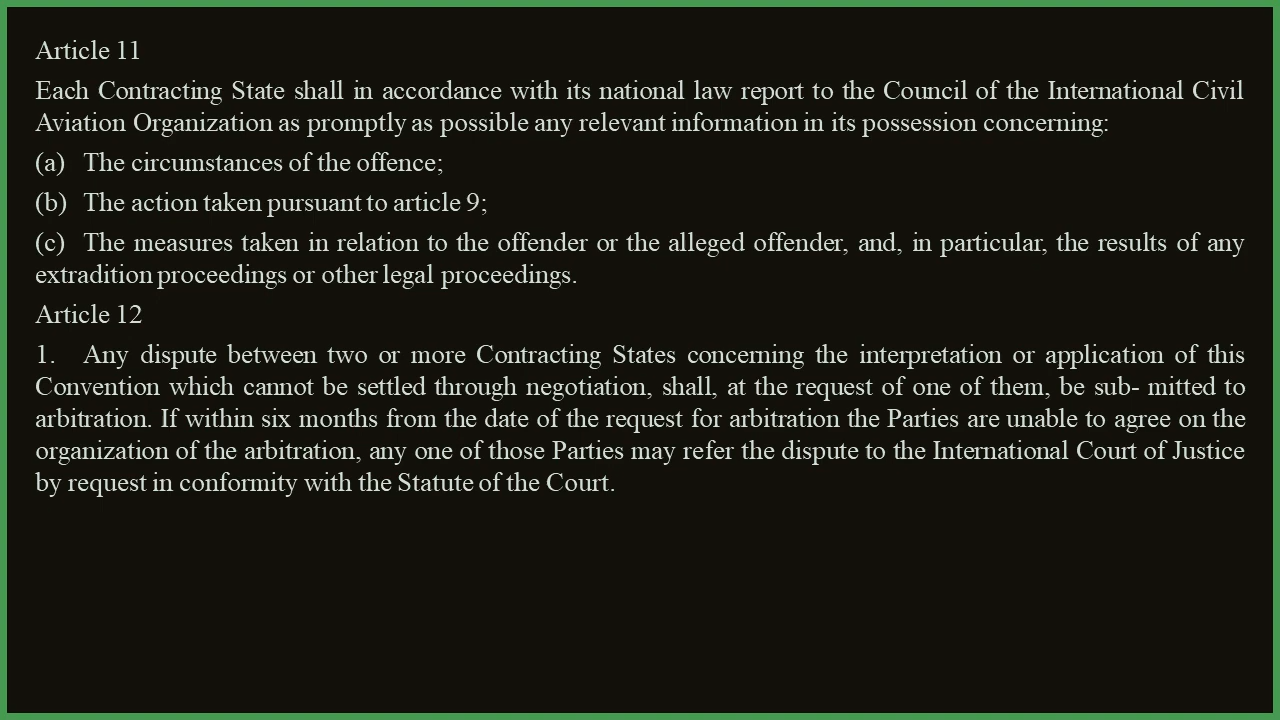 Article 11
Each Contracting State shall in accordance with its national law report to the Council of the International Civil
Aviation Organization as promptly as possible any relevant information in its possession concerning:
(a) The circumstances of the offence;
(b) The action taken pursuant to article 9;
(c) The measures taken in relation to the offender or the alleged offender, and, in particular, the results of any
extradition proceedings or other legal proceedings.
Article 12
1. Any dispute between two or more Contracting States concerning the interpretation or application of this
Convention which cannot be settled through negotiation, shall, at the request of one of them, be sub- mitted to
arbitration. If within six months from the date of the request for arbitration the Parties are unable to agree on the
organization of the arbitration, any one of those Parties may refer the dispute to the International Court of Justice
by request in conformity with the Statute of the Court.